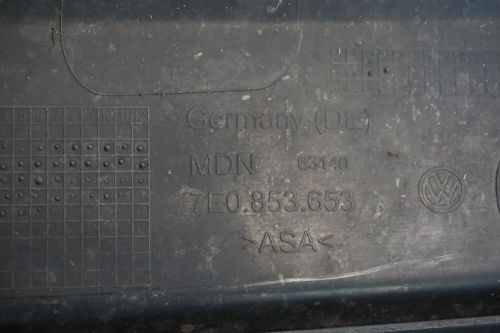 Germany (DE)
MDN 63140
7E0.853.653
>ASA<